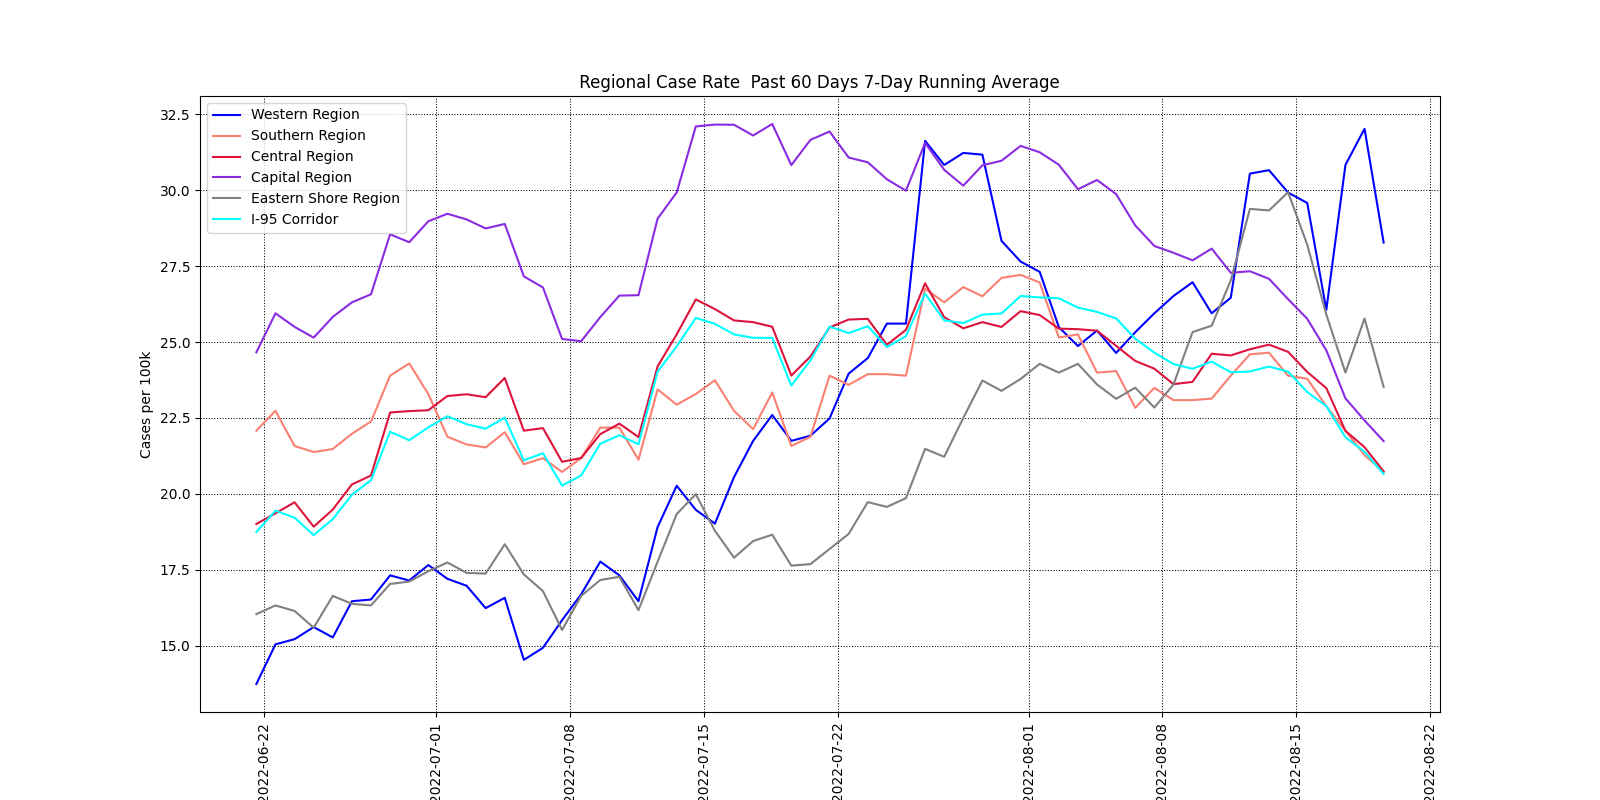 Regional Case Rate  Past 60 Days 7-Day Running Average
Cases per 100k
32.5
30.0
27.5
25.0
22.5
20.0
17.5
15.0
Western Region
Southern Region
Central Region
Capital Region
Eastern Shore Region
I-95 Corridor
2022-06-22
2022-07-01
2022-07-08
2022-07-15
2022-07-22
2022-08-01
2022-08-08
2022-08-15
2022-08-22